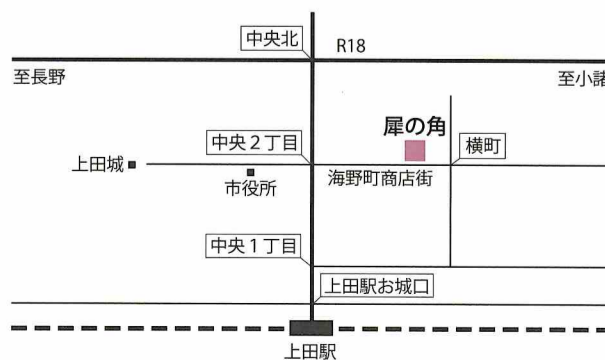 中央北
R18
至長野
至小諸
犀の角
中央2丁目
横町
上田城
市役所
海野町商店街
中央1丁目
上田駅お城口
上田駅